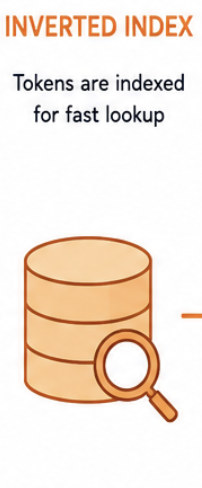 INVERTED INDEX
Tokens are indexed
for fast lookup